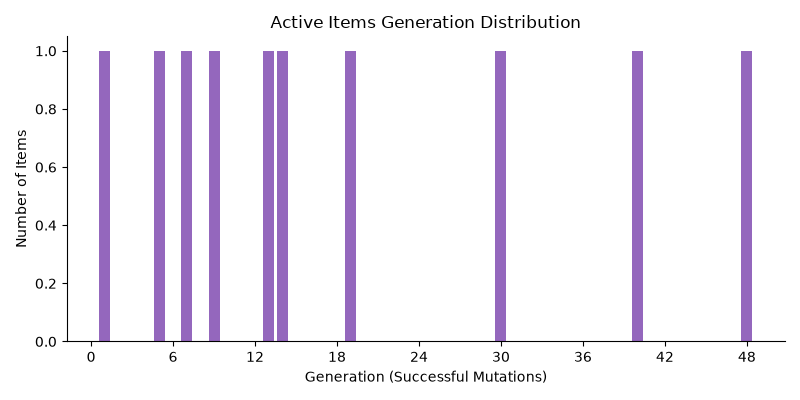 Active Items Generation Distribution
Number of Items
1.0
0.8
0.6
0.4
0.2
0.0
0 6 12 18 24 30 36 42 48
Generation (Successful Mutations)